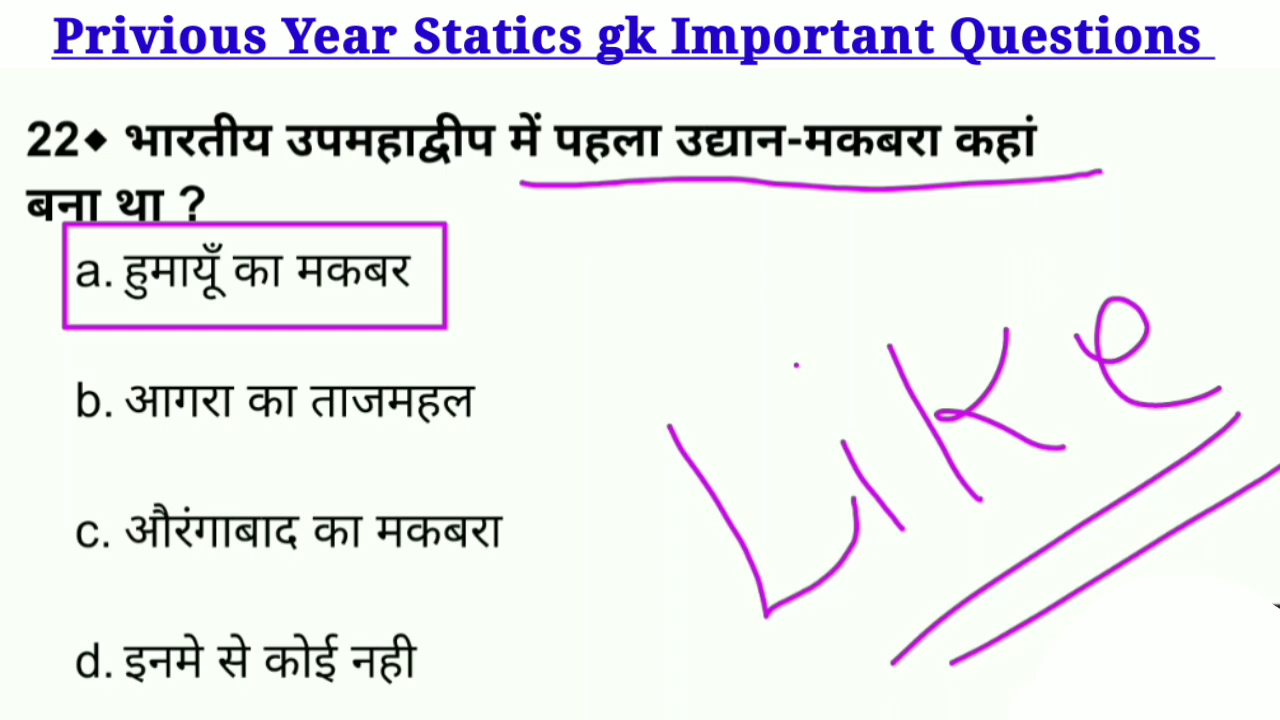 Privious Year Statics gk Important Questions
22◆ भारतीय उपमहाद्वीप में पहला उद्यान-मकबरा कहां
बना था ?
a. हुमायूँ का मकबर
b. आगरा का ताजमहल
c. औरंगाबाद का मकबरा
d. इनमे से कोई नही
Like